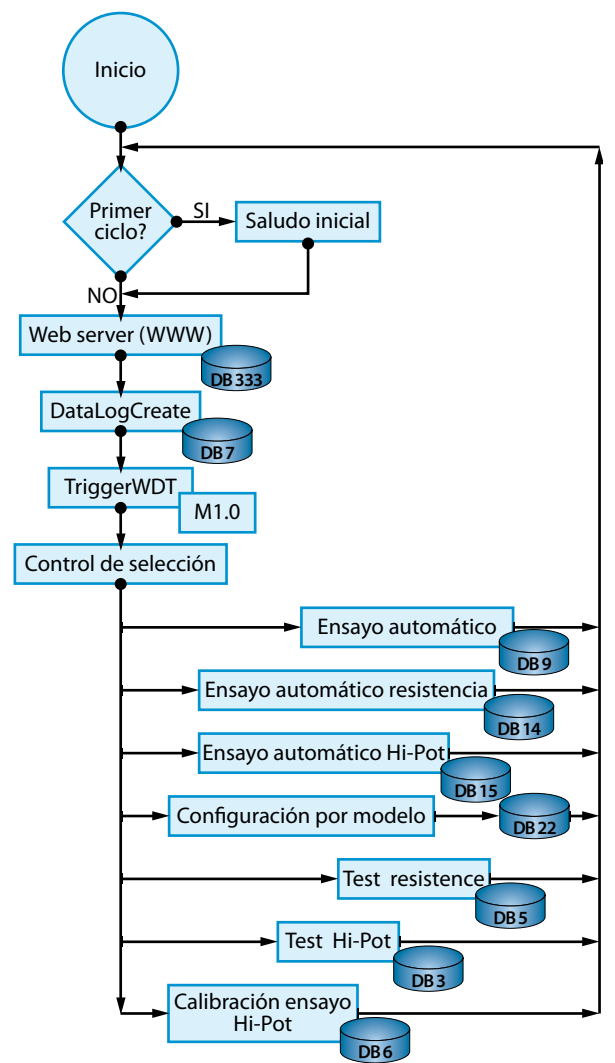 Inicio
Primer
ciclo?
SI
Saludo inicial
NO
Web server (WWW)
DB 333
DataLogCreate
DB 7
TriggerWDT
M1.0
Control de selección
Ensayo automático
DB 9
Ensayo automático resistencia
DB 14
Ensayo automático Hi-Pot
DB 15
Configuración por modelo
DB 22
Test resistence
DB 5
Test Hi-Pot
DB 3
Calibración ensayo
Hi-Pot
DB 6